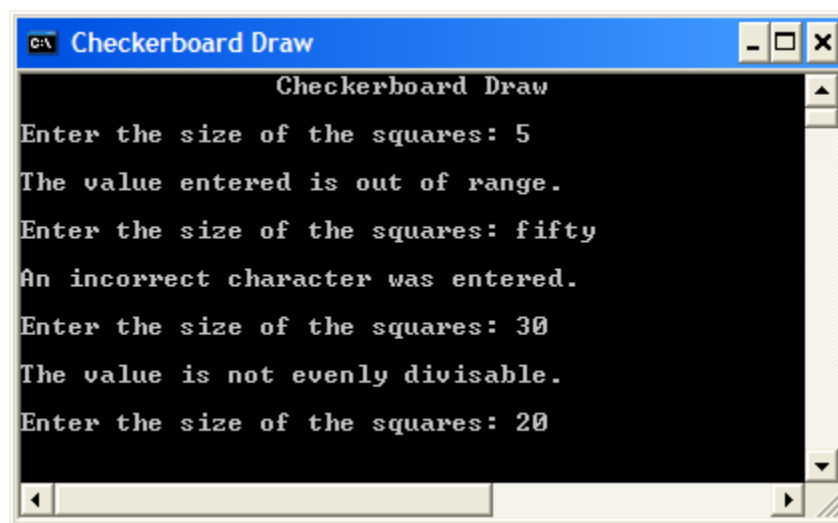 Checkerboard Draw
Checkerboard Draw
Enter the size of the squares: 5
The value entered is out of range.
Enter the size of the squares: fifty
An incorrect character was entered.
Enter the size of the squares: 30
The value is not evenly divisable.
Enter the size of the squares: 20